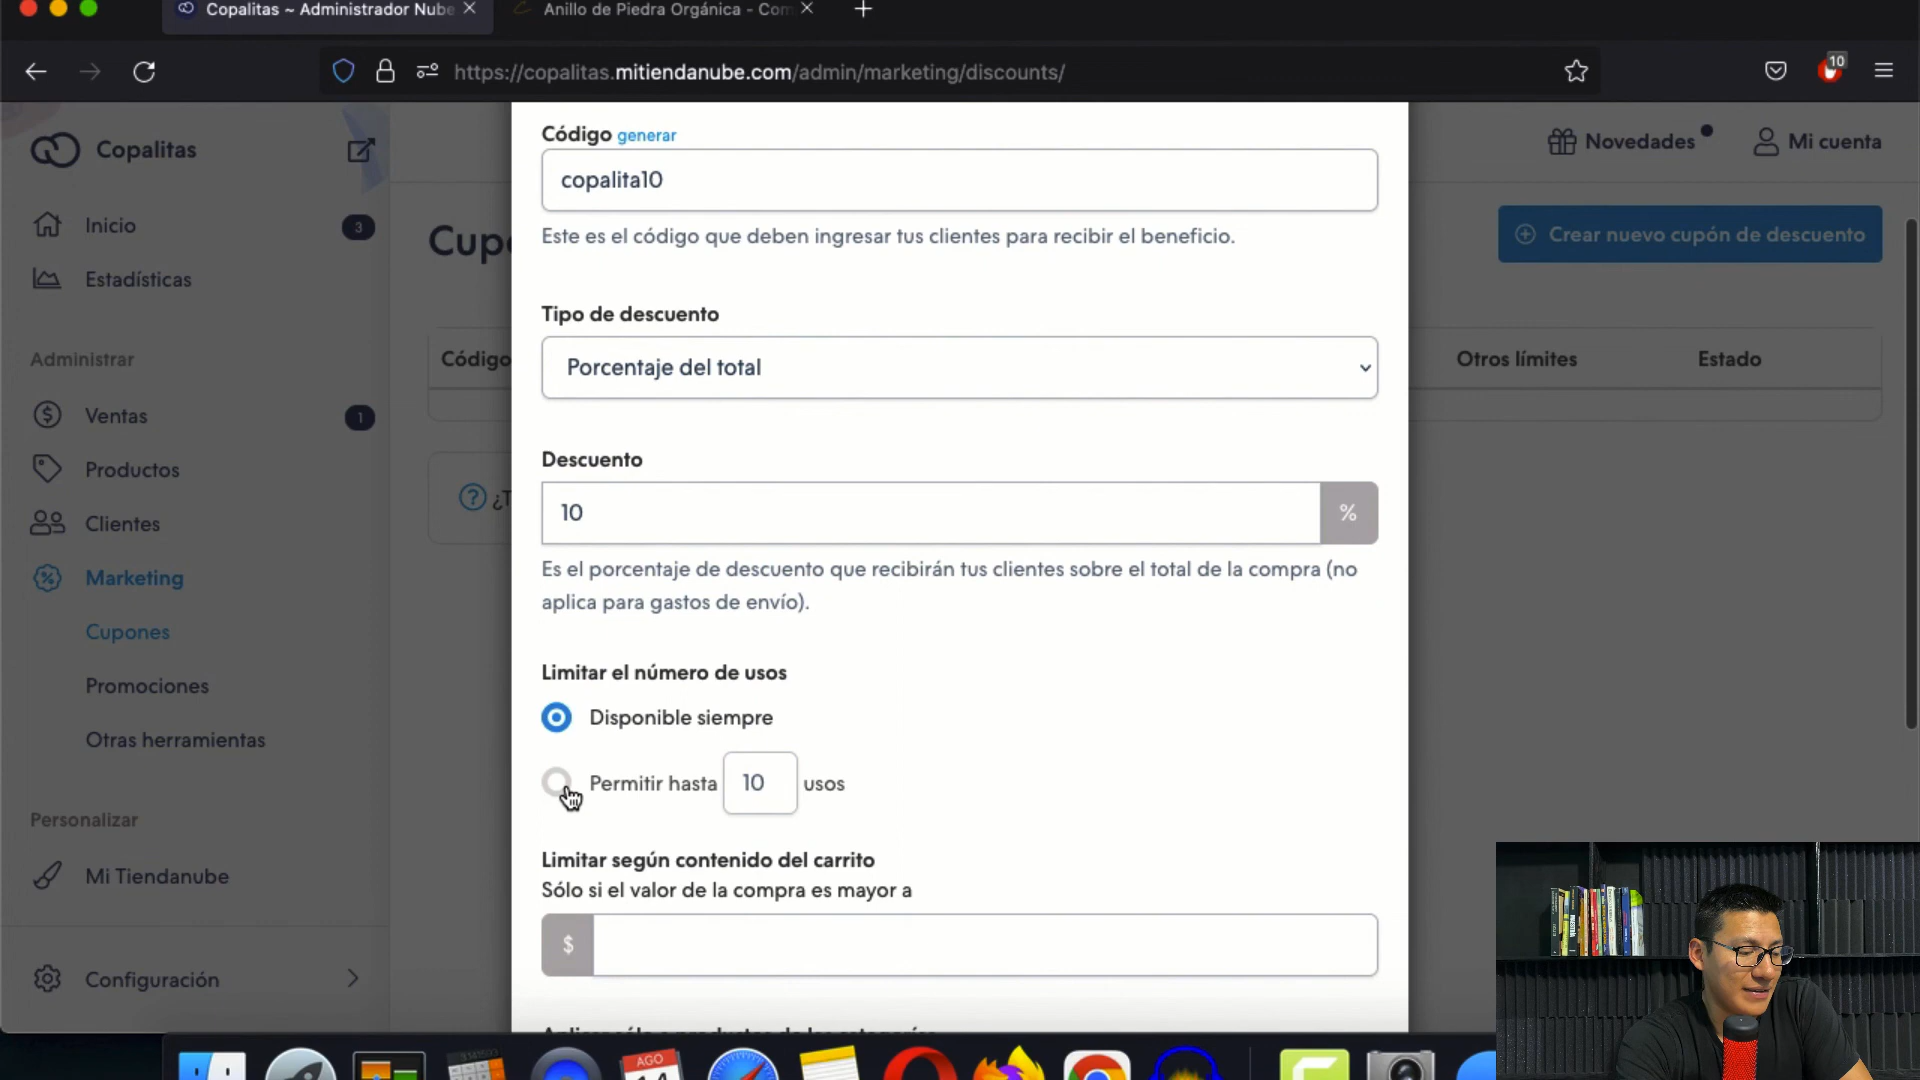 Copalitas ~ Administrador Nube
Anillo de Piedra Orgánica - Com
https://copalitas.mitiendanube.com/admin/marketing/discounts/
10
Copalitas
Inicio
3
Estadísticas
Administrar
Ventas
1
Productos
Clientes
Marketing
Cupones
Promociones
Otras herramientas
Personalizar
Mi Tiendanube
Configuración
Novedades
Mi cuenta
Cupo
Crear nuevo cupón de descuento
Código
Otros límites
Estado
¿T
Código generar
copalita10
Este es el código que deben ingresar tus clientes para recibir el beneficio.
Tipo de descuento
Porcentaje del total
Descuento
10
%
Es el porcentaje de descuento que recibirán tus clientes sobre el total de la compra (no
aplica para gastos de envío).
Limitar el número de usos
Disponible siempre
Permitir hasta 10 usos
Limitar según contenido del carrito
Sólo si el valor de la compra es mayor a
$
AGO